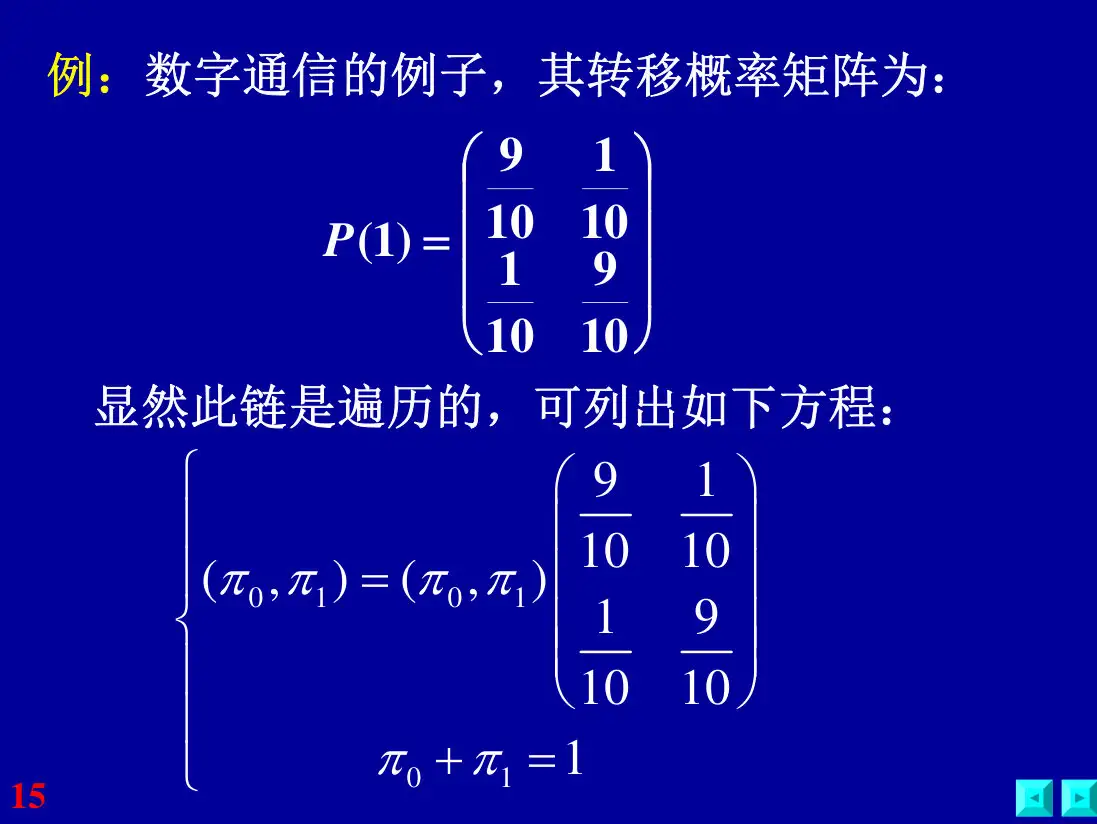 例：数字通信的例子，其转移概率矩阵为：
P(1) = ( 9/10 1/10
1/10 9/10 )
显然此链是遍历的，可列出如下方程：
{ (π₀, π₁) = (π₀, π₁) ( 9/10 1/10
1/10 9/10 )
π₀ + π₁ = 1
15